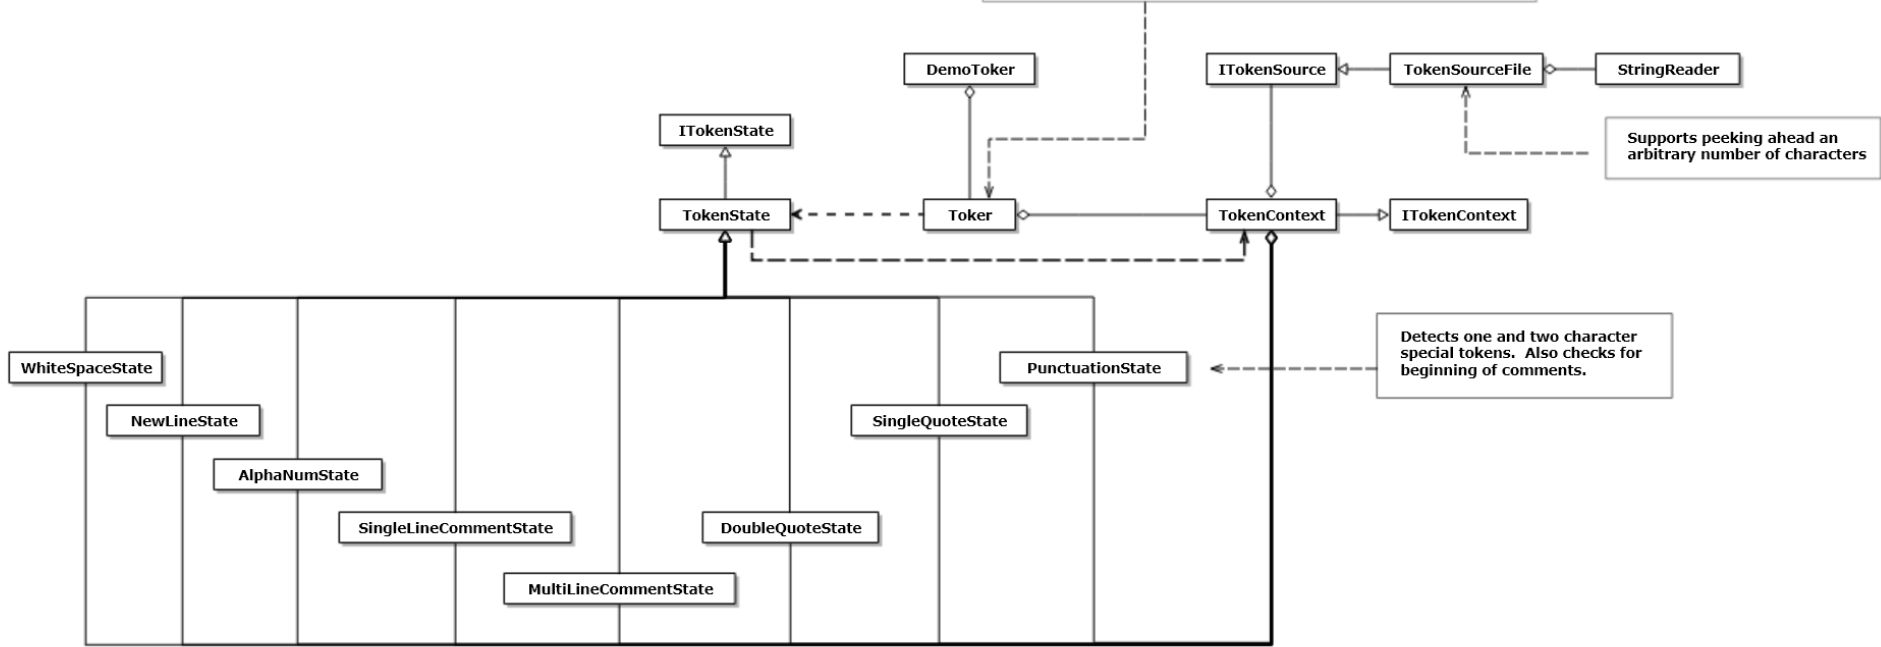 DemoToker
ITokenSource
TokenSourceFile
StringReader
ITokenState
Supports peeking ahead an
arbitrary number of characters
TokenState
Toker
TokenContext
ITokenContext
Detects one and two character
special tokens.  Also checks for
beginning of comments.
WhiteSpaceState
PunctuationState
NewLineState
SingleQuoteState
AlphaNumState
SingleLineCommentState
DoubleQuoteState
MultiLineCommentState